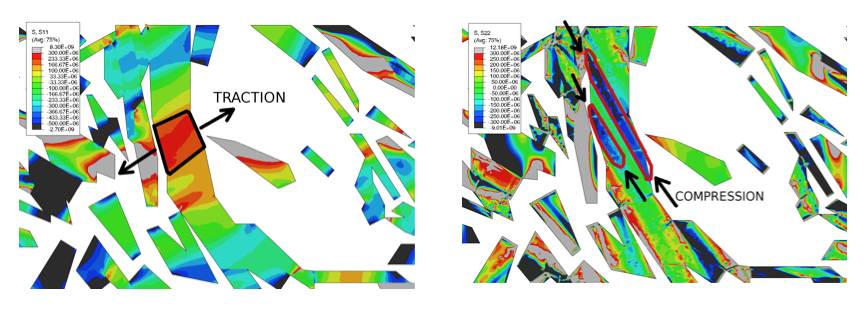 S, S11
(Avg: 75%)
8.30E+09
300.00E+06
233.33E+06
166.67E+06
100.00E+06
33.33E+06
-33.33E+06
-100.00E+06
-166.67E+06
-233.33E+06
-300.00E+06
-366.67E+06
-433.33E+06
-500.00E+06
-2.70E+09
TRACTION
S, S22
(Avg: 75%)
12.18E+09
300.00E+06
250.00E+06
200.00E+06
150.00E+06
100.00E+06
50.00E+06
0.00E+00
-50.00E+06
-100.00E+06
-150.00E+06
-200.00E+06
-250.00E+06
-300.00E+06
-9.01E+09
COMPRESSION